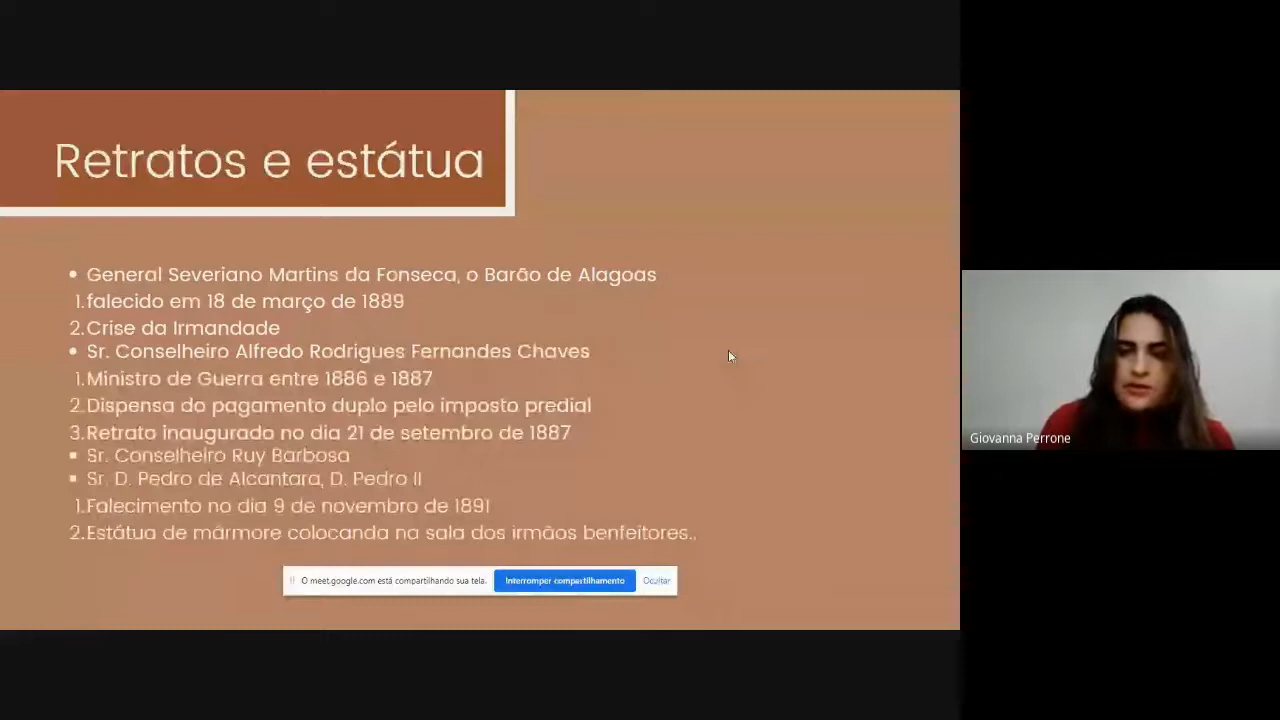 Retratos e estátua
• General Severiano Martins da Fonseca, o Barão de Alagoas
1.falecido em 18 de março de 1889
2.Crise da Irmandade
• Sr. Conselheiro Alfredo Rodrigues Fernandes Chaves
1.Ministro de Guerra entre 1886 e 1887
2.Dispensa do pagamento duplo pelo imposto predial
3.Retrato inaugurado no dia 21 de setembro de 1887
▪ Sr. Conselheiro Ruy Barbosa
▪ Sr. D. Pedro de Alcantara, D. Pedro II
1.Falecimento no dia 9 de novembro de 1891
2.Estátua de mármore colocanda na sala dos irmãos benfeitores..
O meet.google.com está compartilhando sua tela. Interromper compartilhamento Ocultar
Giovanna Perrone